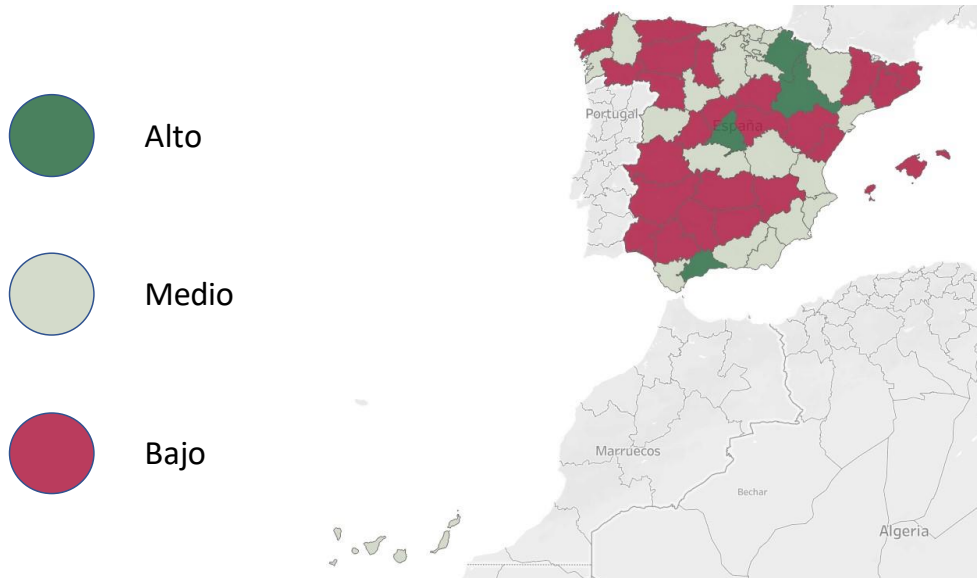 Alto
Medio
Bajo
Portugal
España
Marruecos
Bechar
Algeria